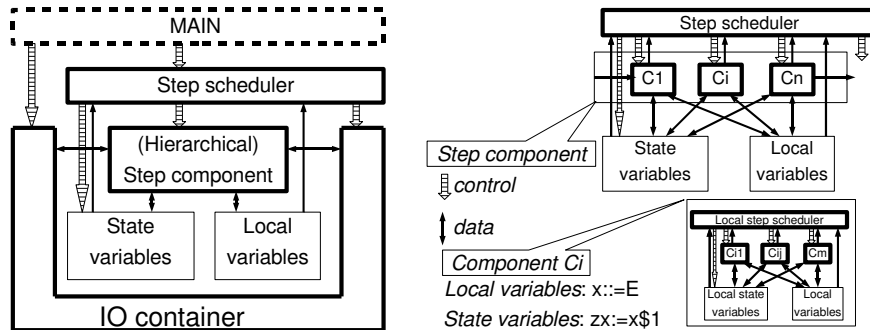 MAIN
Step scheduler
(Hierarchical)
Step component
State
variables
Local
variables
IO container
Step scheduler
C1
Ci
Cn
State
variables
Local
variables
Step component
control
data
Component Ci
Local variables: x::=E
State variables: zx:=x$1
Local step scheduler
Ci1
Cij
Cm
Local state
variables
Local
variables